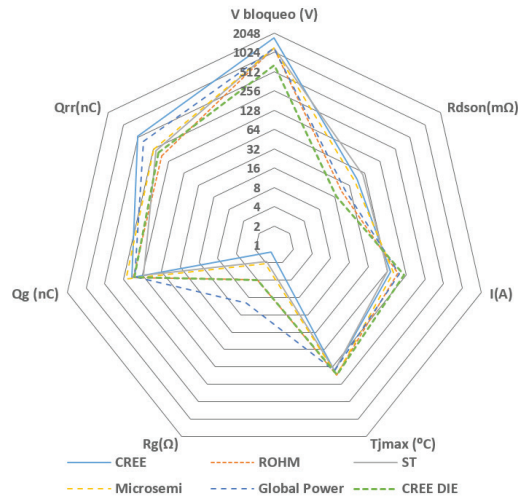 V bloqueo (V)
2048
1024
512
256
128
64
32
16
8
4
2
1
Qrr(nC)
Rdson(mΩ)
Qg (nC)
I(A)
Rg(Ω)
Tjmax (ºC)
CREE
ROHM
ST
Microsemi
Global Power
CREE DIE